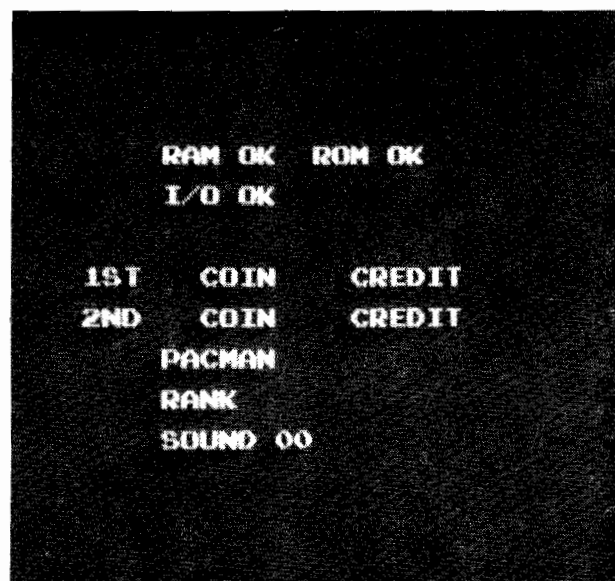 RAM OK ROM OK
I/O OK
1ST COIN CREDIT
2ND COIN CREDIT
PACMAN
RANK
SOUND 00